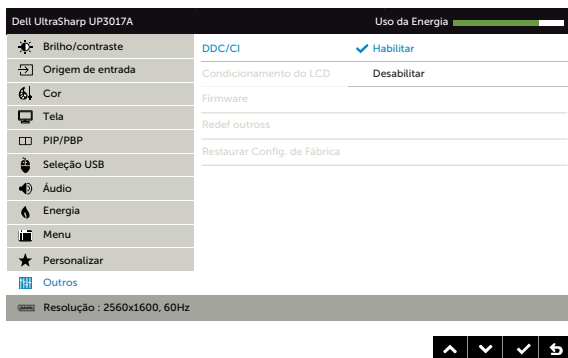 Dell UltraSharp UP3017A
Uso da Energia
Brilho/contraste
DDC/CI
Habilitar
Origem de entrada
Condicionamento do LCD
Desabilitar
Cor
Firmware
Tela
Redef outross
PIP/PBP
Restaurar Config. de Fábrica
Seleção USB
Áudio
Energia
Menu
Personalizar
Outros
Resolução : 2560x1600, 60Hz